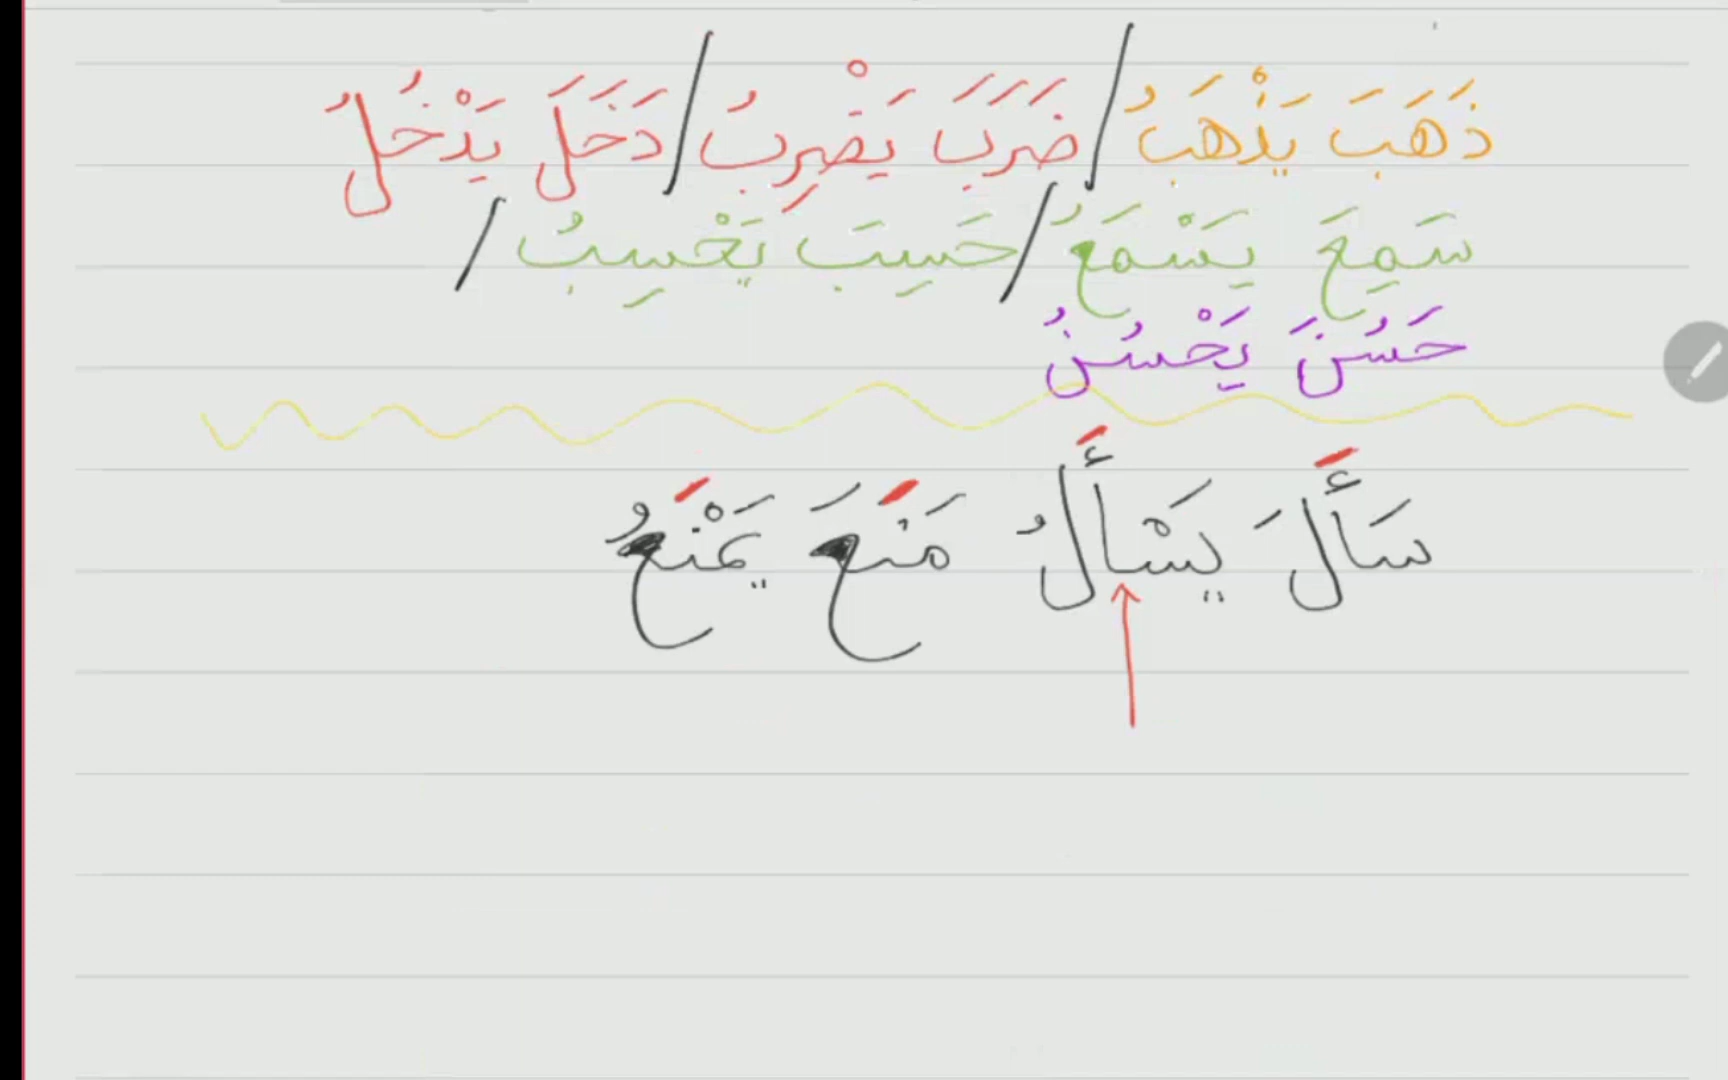 ذَهَبَ يَذْهَبُ / ضَرَبَ يَضْرِبُ / دَخَلَ يَدْخُلُ
سَمِعَ يَسْمَعُ / حَسِبَ يَحْسِبُ /
حَسُنَ يَحْسُنُ
سَأَلَ يَسْأَلُ مَنَعَ يَمْنَعُ